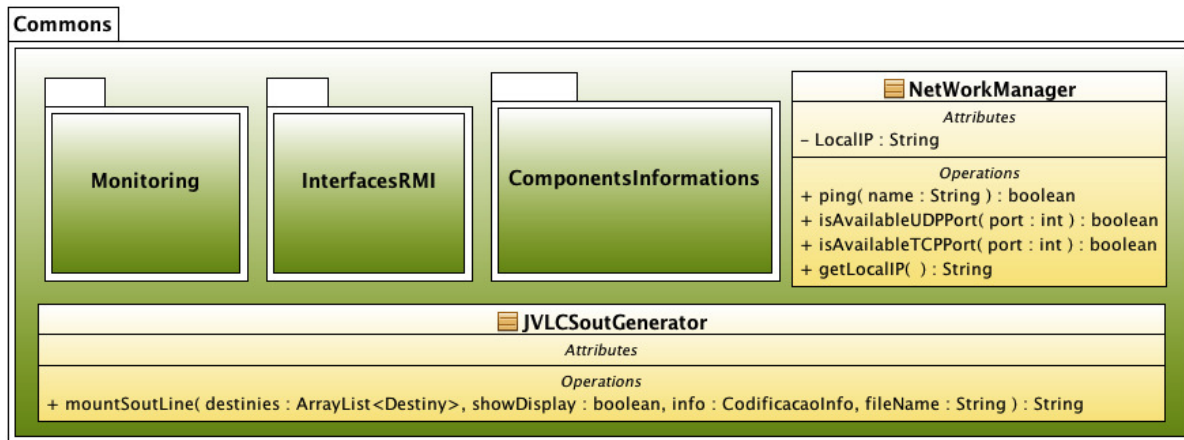 Commons
Monitoring
InterfacesRMI
ComponentsInformations
NetWorkManager
Attributes
– LocalIP : String
Operations
+ ping( name : String ) : boolean
+ isAvailableUDPPort( port : int ) : boolean
+ isAvailableTCPPort( port : int ) : boolean
+ getLocalIP( ) : String
JVLCSoutGenerator
Attributes
Operations
+ mountSoutLine( destinies : ArrayList<Destiny>, showDisplay : boolean, info : CodificacaoInfo, fileName : String ) : String